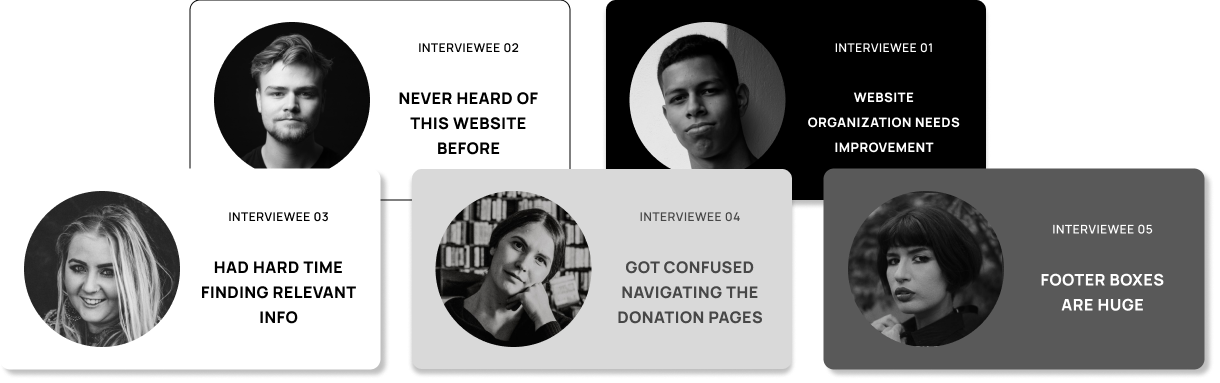 INTERVIEWEE 02
NEVER HEARD OF
THIS WEBSITE
BEFORE
INTERVIEWEE 01
WEBSITE
ORGANIZATION NEEDS
IMPROVEMENT
INTERVIEWEE 03
HAD HARD TIME
FINDING RELEVANT
INFO
INTERVIEWEE 04
GOT CONFUSED
NAVIGATING THE
DONATION PAGES
INTERVIEWEE 05
FOOTER BOXES
ARE HUGE